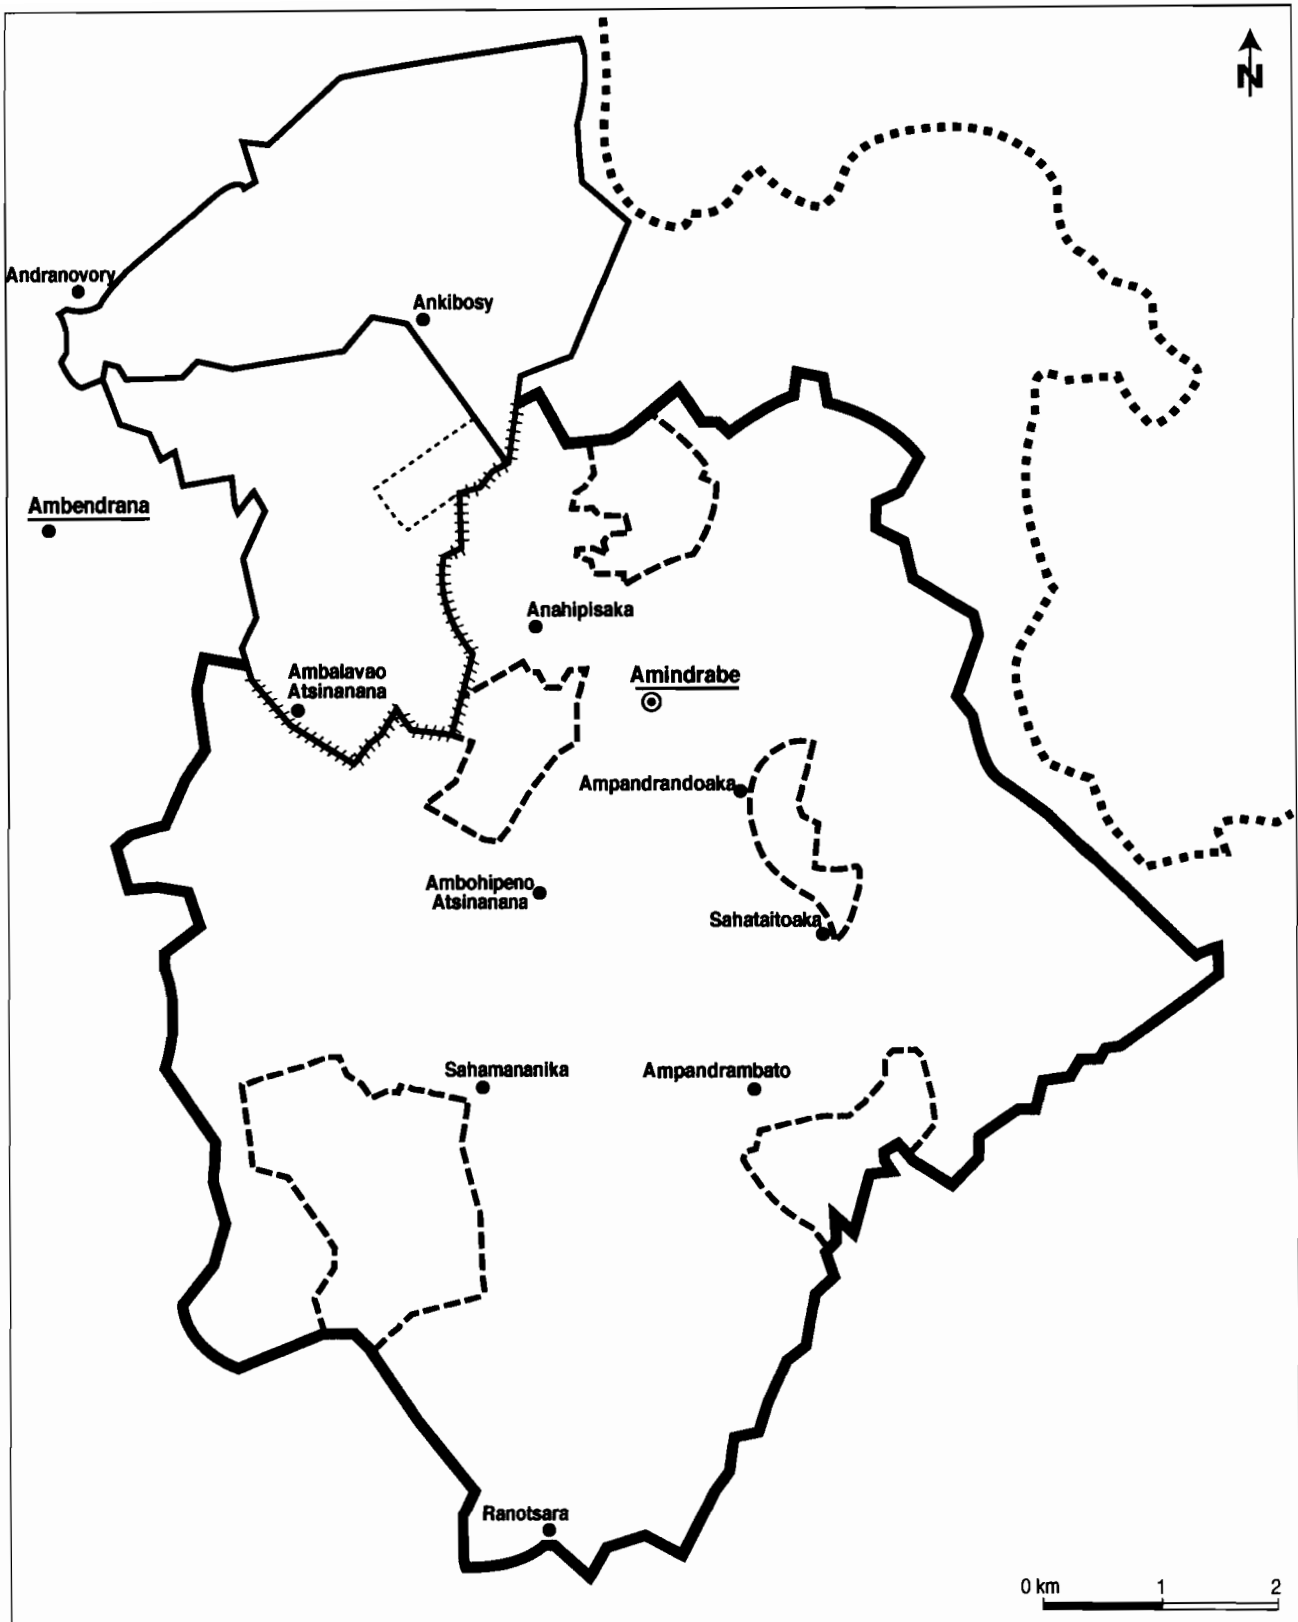 N
Andranovory
Ankibosy
Ambendrana
Anahipisaka
Ambalavao
Atsinanana
Amindrabe
Ampandrandoaka
Ambohipeno
Atsinanana
Sahataitoaka
Sahamananika
Ampandrambato
Ranotsara
0 km 1 2